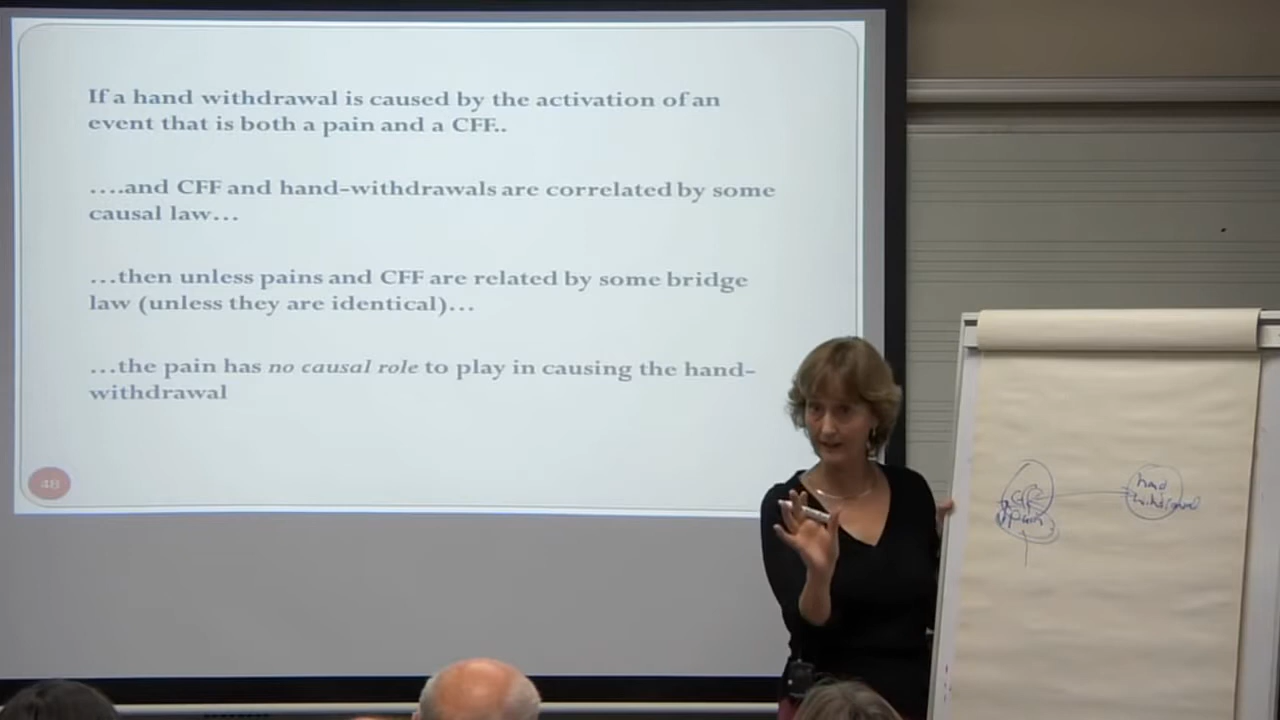 If a hand withdrawal is caused by the activation of an
event that is both a pain and a CFF..
….and CFF and hand-withdrawals are correlated by some
causal law…
…then unless pains and CFF are related by some bridge
law (unless they are identical)…
…the pain has no causal role to play in causing the hand-
withdrawal
48
CFF
pain
hand
withdrawal